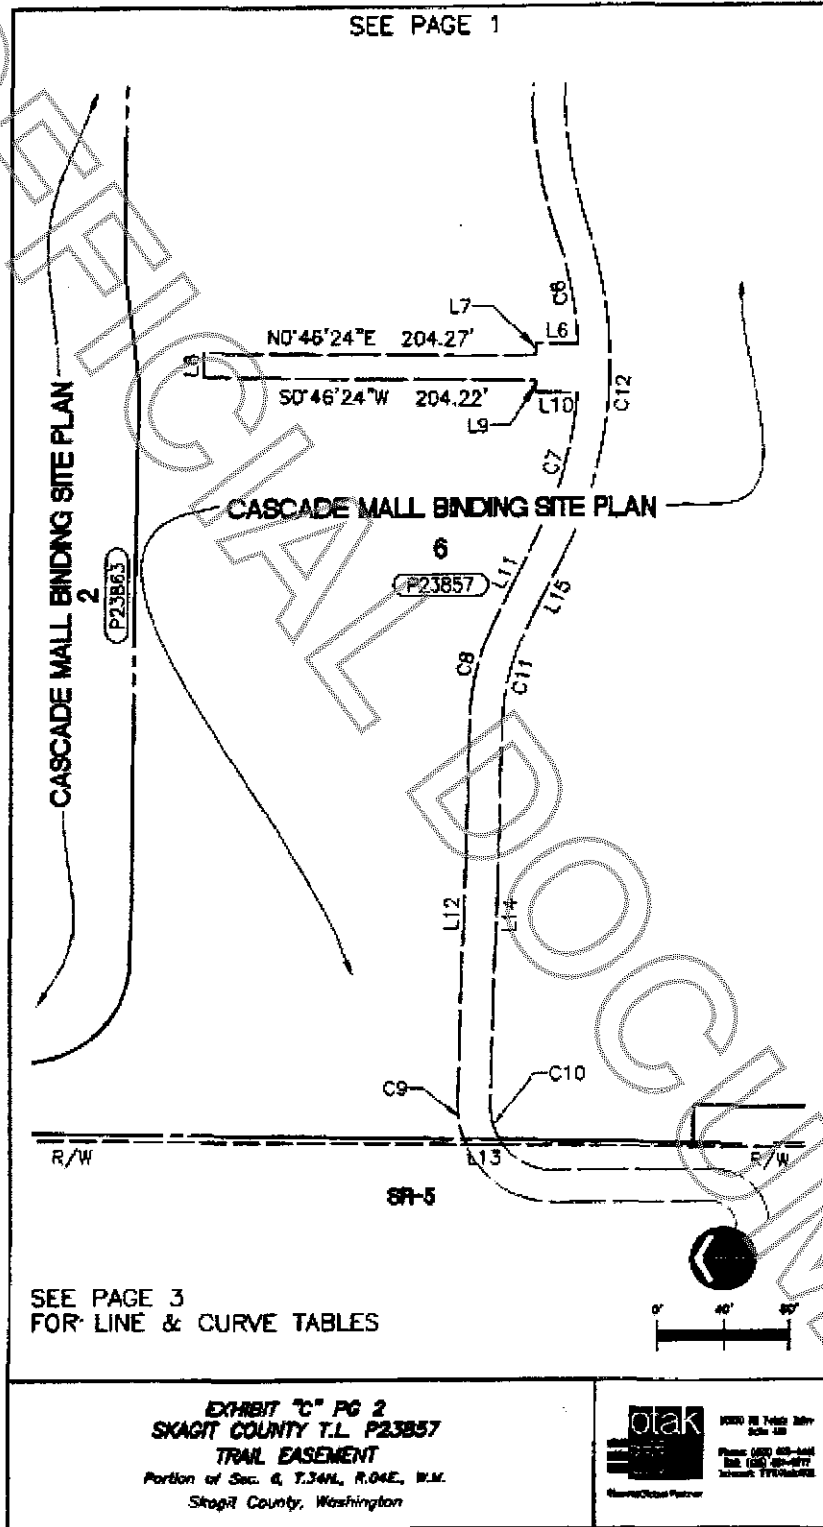 SEE PAGE 1
C6
L7
L6
N0°46'24"E 204.27'
L8
S0°46'24"W 204.22'
L9
L10
C12
C7
CASCADE MALL BINDING SITE PLAN
CASCADE MALL BINDING SITE PLAN
6
P23857
2
P23863
L11
L15
C8
C11
L12
L14
C9
C10
R/W
L13
R/W
SR-5
SEE PAGE 3
FOR LINE & CURVE TABLES
0' 40' 80'
EXHIBIT "C" PG 2
SKAGIT COUNTY T.L. P23857
TRAIL EASEMENT
Portion of Sec. 6, T.34N., R.04E., W.M.
Skagit County, Washington
otak